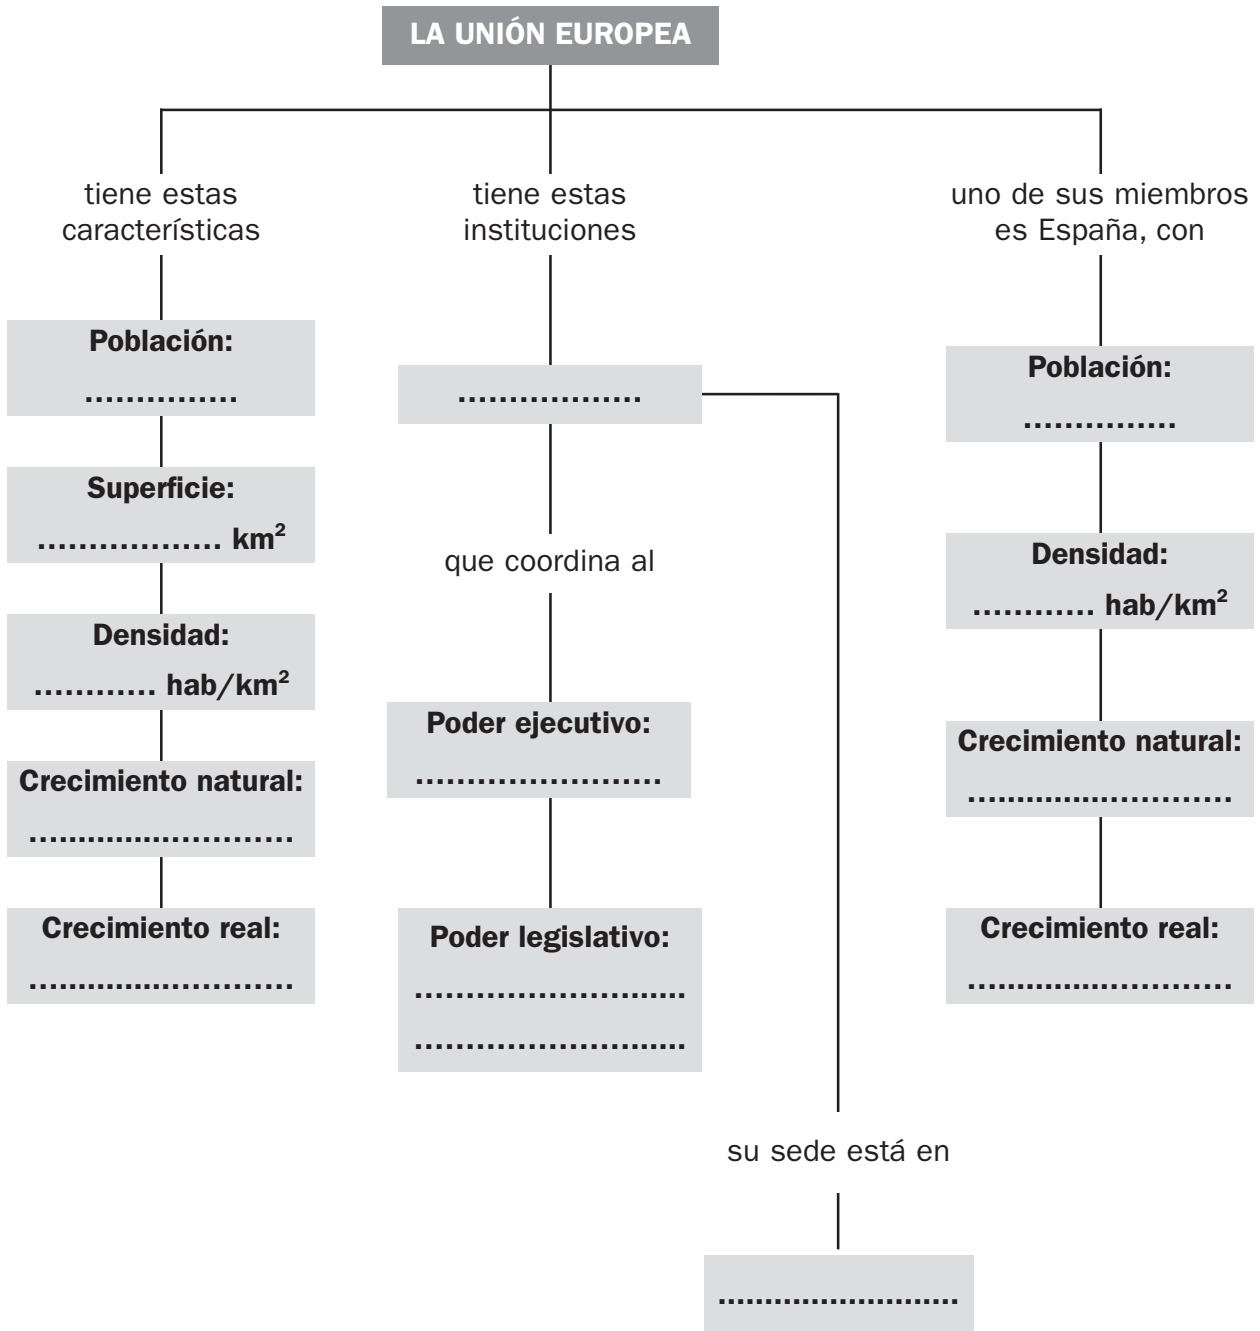 LA UNIÓN EUROPEA
tiene estas
características
Población:
...............
Superficie:
.................. km²
Densidad:
............ hab/km²
Crecimiento natural:
..........................
Crecimiento real:
..........................
tiene estas
instituciones
..................
que coordina al
Poder ejecutivo:
........................
Poder legislativo:
...........................
...........................
su sede está en
..........................
uno de sus miembros
es España, con
Población:
...............
Densidad:
............ hab/km²
Crecimiento natural:
..........................
Crecimiento real:
..........................